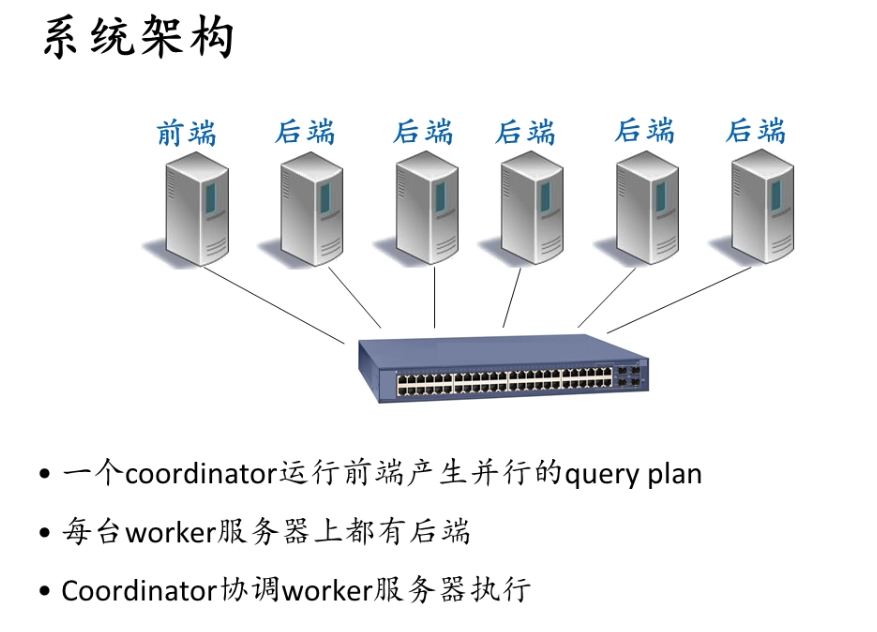 系统架构
前端 后端 后端 后端 后端 后端
• 一个coordinator运行前端产生并行的query plan
• 每台worker服务器上都有后端
• Coordinator协调worker服务器执行